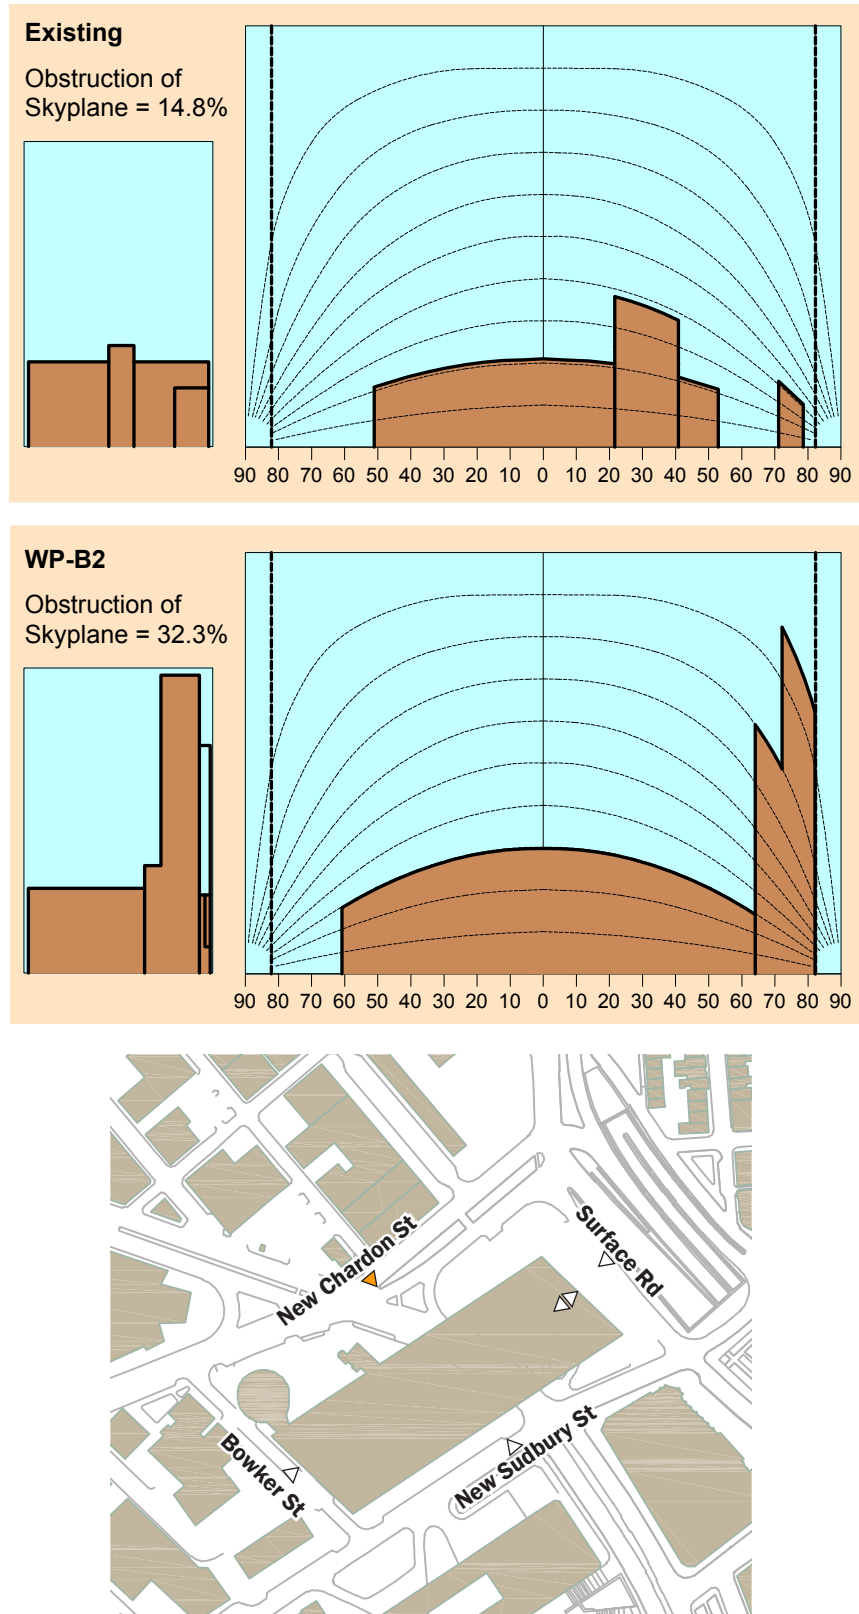 Existing
Obstruction of
Skyplane = 14.8%
90 80 70 60 50 40 30 20 10 0 10 20 30 40 50 60 70 80 90
WP-B2
Obstruction of
Skyplane = 32.3%
90 80 70 60 50 40 30 20 10 0 10 20 30 40 50 60 70 80 90
New Chardon St
Surface Rd
Bowker St
New Sudbury St